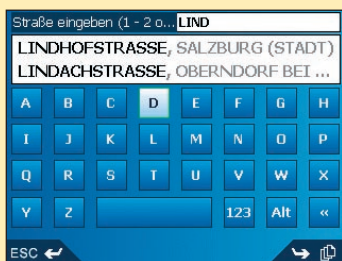 Straße eingeben (1 - 2 o... LIND
LINDHOFSTRASSE, SALZBURG (STADT)
LINDACHSTRASSE, OBERNDORF BEI ...
A B C D E F G H
I J K L M N O P
Q R S T U V W X
Y Z 123 Alt «
ESC